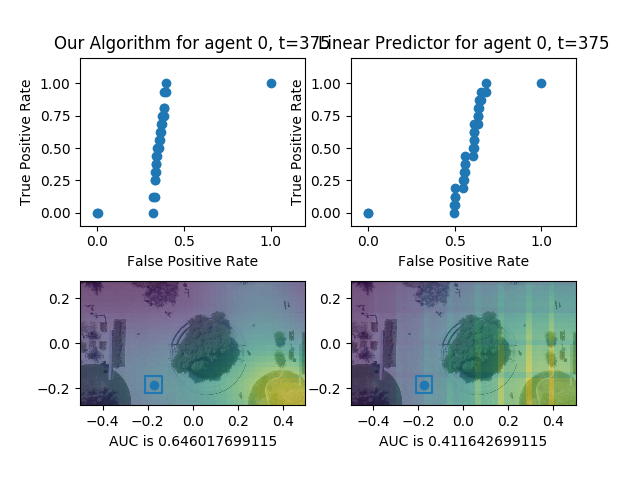 Our Algorithm for agent 0, t=375
Linear Predictor for agent 0, t=375
True Positive Rate
1.00
0.75
0.50
0.25
0.00
0.0 0.5 1.0
False Positive Rate
True Positive Rate
1.00
0.75
0.50
0.25
0.00
0.0 0.5 1.0
False Positive Rate
0.2
0.0
−0.2
−0.4 −0.2 0.0 0.2 0.4
AUC is 0.646017699115
0.2
0.0
−0.2
−0.4 −0.2 0.0 0.2 0.4
AUC is 0.411642699115